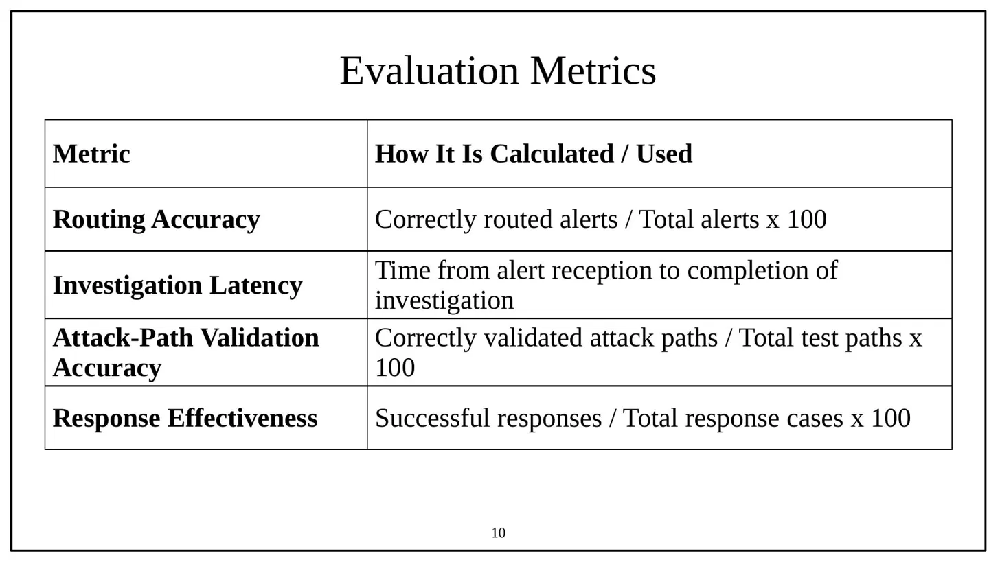 Evaluation Metrics
Metric
How It Is Calculated / Used
Routing Accuracy
Correctly routed alerts / Total alerts x 100
Investigation Latency
Time from alert reception to completion of
investigation
Attack-Path Validation
Accuracy
Correctly validated attack paths / Total test paths x
100
Response Effectiveness
Successful responses / Total response cases x 100
10